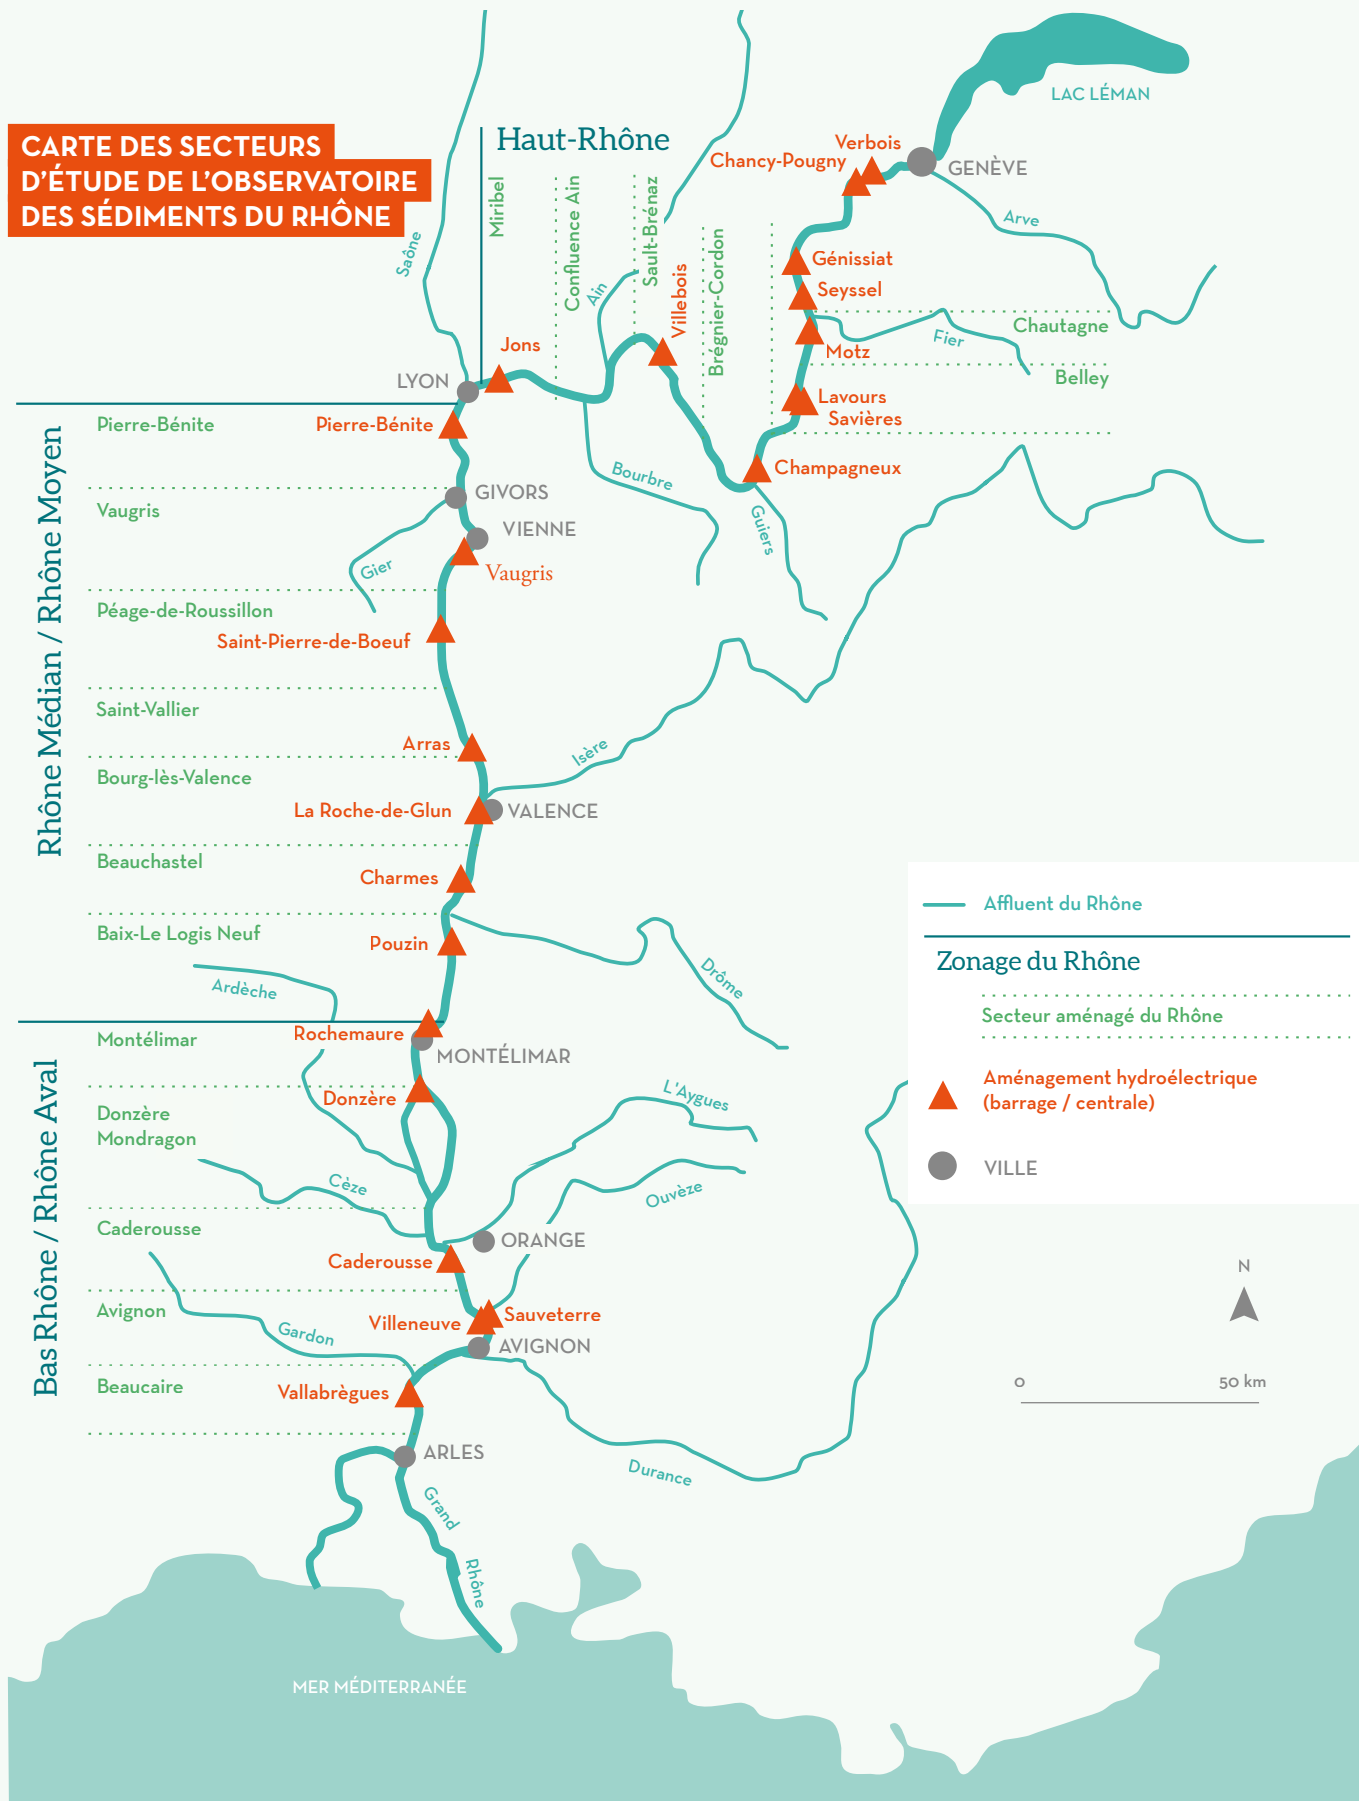 CARTE DES SECTEURS
D'ÉTUDE DE L'OBSERVATOIRE
DES SÉDIMENTS DU RHÔNE
Haut-Rhône
LAC LÉMAN
Verbois
Chancy-Pougny
GENÈVE
Arve
Saône
Miribel
Confluence Ain
Sault-Brénaz
Brégnier-Cordon
Villebois
Ain
Génissiat
Seyssel
Chautagne
Fier
Motz
Belley
Lavours
Savières
Champagneux
Jons
LYON
Bourbre
Guiers
Rhône Médian / Rhône Moyen
Pierre-Bénite
Pierre-Bénite
GIVORS
Vaugris
VIENNE
Gier
Vaugris
Péage-de-Roussillon
Saint-Pierre-de-Boeuf
Saint-Vallier
Arras
Isère
Bourg-lès-Valence
La Roche-de-Glun
VALENCE
Beauchastel
Charmes
Baix-Le Logis Neuf
Pouzin
Drôme
Ardèche
Bas Rhône / Rhône Aval
Montélimar
Rochemaure
MONTÉLIMAR
Donzère
Donzère
Mondragon
L'Aygues
Cèze
Ouvèze
Caderousse
ORANGE
Caderousse
Avignon
Villeneuve
Sauveterre
Gardon
AVIGNON
Beaucaire
Vallabrègues
ARLES
Durance
Grand
Rhône
MER MÉDITERRANÉE
Affluent du Rhône
Zonage du Rhône
Secteur aménagé du Rhône
Aménagement hydroélectrique
(barrage / centrale)
VILLE
N
0
50 km